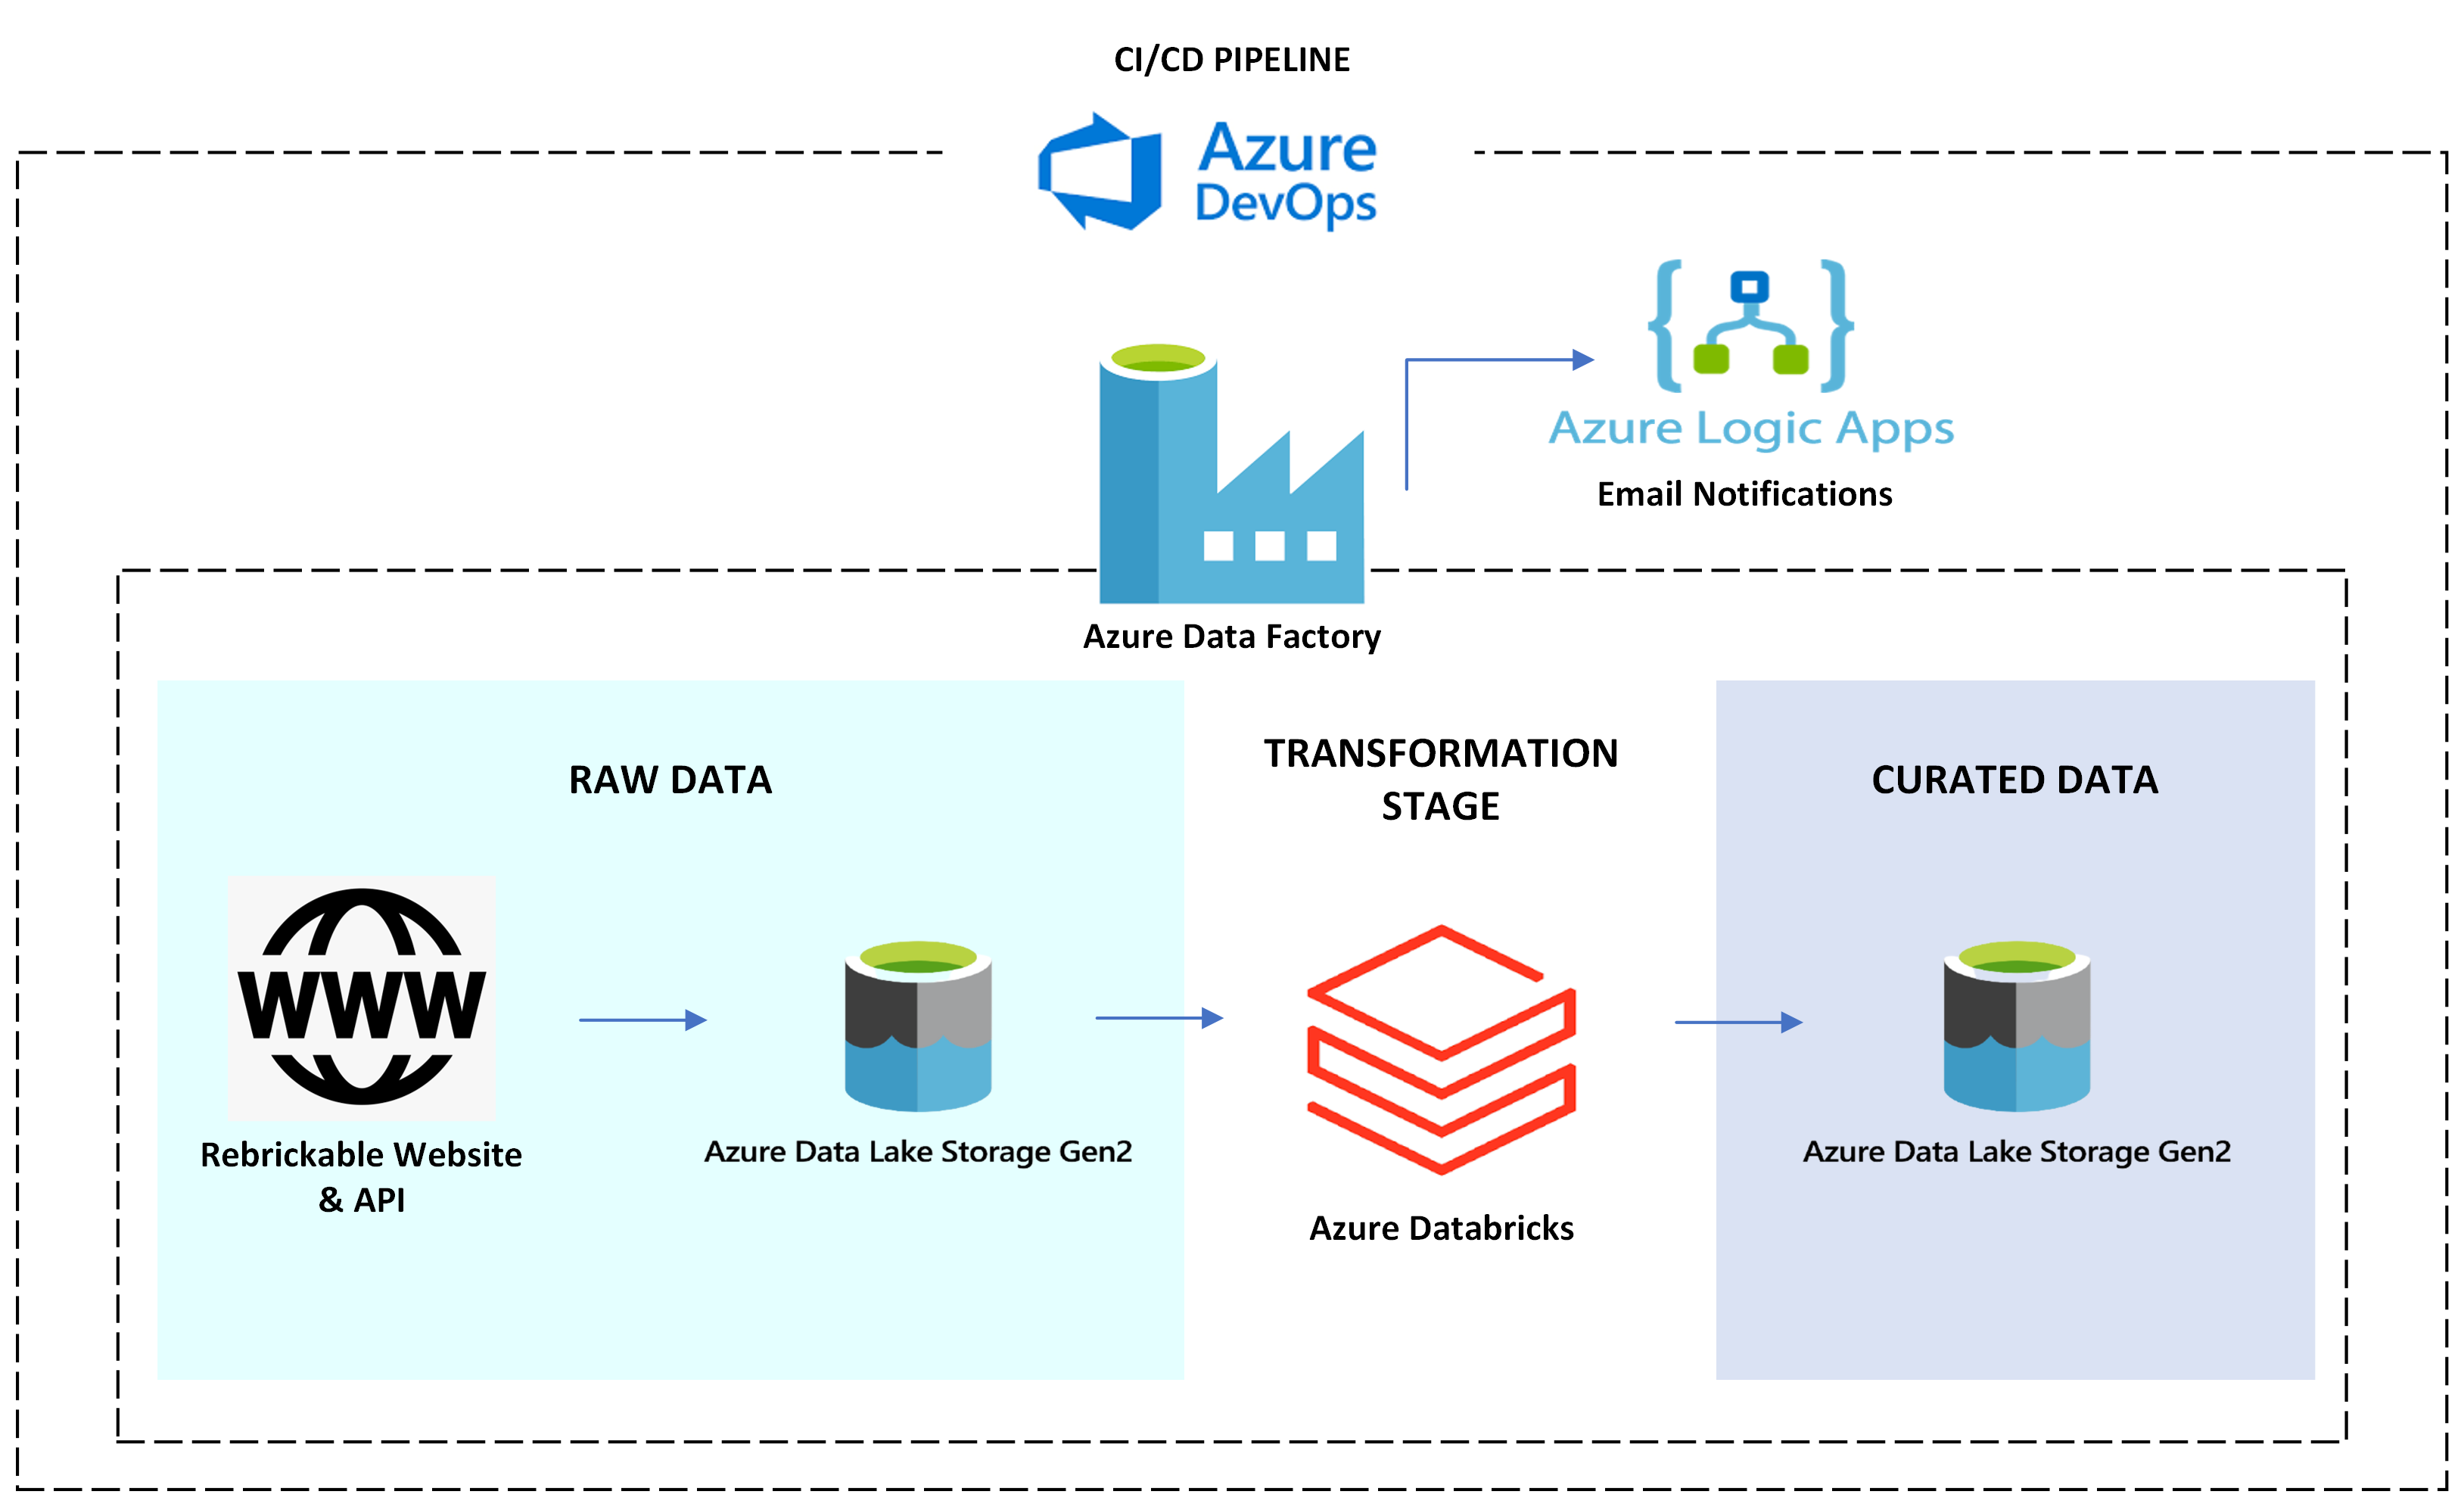 CI/CD PIPELINE
Azure
DevOps
Azure Logic Apps
Email Notifications
Azure Data Factory
RAW DATA
TRANSFORMATION
STAGE
CURATED DATA
WWW
Rebrickable Website
& API
Azure Data Lake Storage Gen2
Azure Databricks
Azure Data Lake Storage Gen2